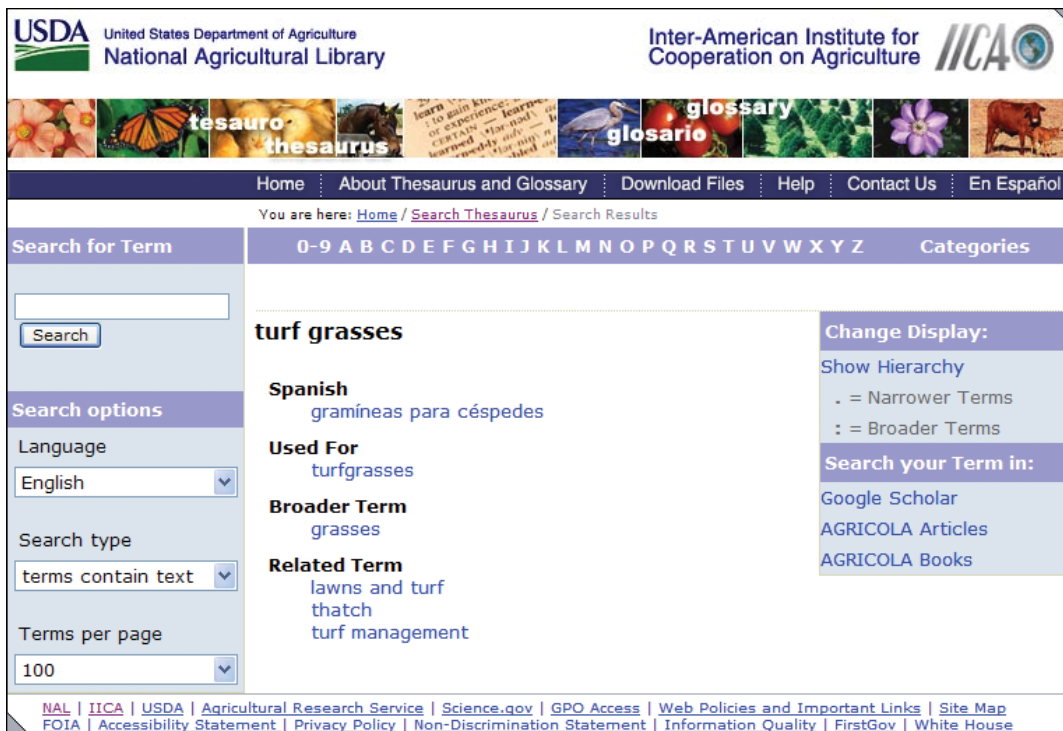 USDA
United States Department of Agriculture
National Agricultural Library
Inter-American Institute for
Cooperation on Agriculture
IICA
tesauro
thesaurus
glossary
glosario
Home
About Thesaurus and Glossary
Download Files
Help
Contact Us
En Español
You are here: Home / Search Thesaurus / Search Results
Search for Term
0-9 A B C D E F G H I J K L M N O P Q R S T U V W X Y Z
Categories
Search
turf grasses
Spanish
gramíneas para céspedes
Used For
turfgrasses
Broader Term
grasses
Related Term
lawns and turf
thatch
turf management
Change Display:
Show Hierarchy
. = Narrower Terms
: = Broader Terms
Search your Term in:
Google Scholar
AGRICOLA Articles
AGRICOLA Books
Search options
Language
English
Search type
terms contain text
Terms per page
100
NAL | IICA | USDA | Agricultural Research Service | Science.gov | GPO Access | Web Policies and Important Links | Site Map
FOIA | Accessibility Statement | Privacy Policy | Non-Discrimination Statement | Information Quality | FirstGov | White House